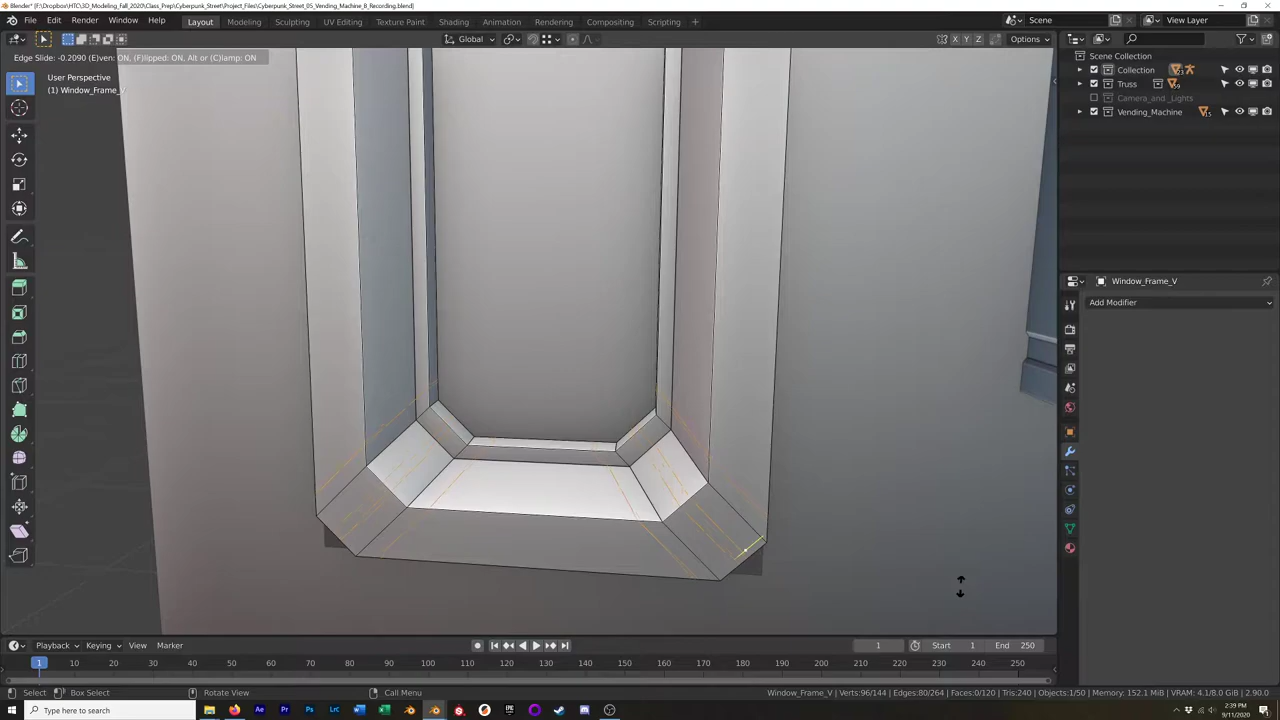 Blender* [F:\Dropbox\HTC\3D_Modeling_Fall_2020\Class_Prep\Cyberpunk_Street\Project_Files\Cyberpunk_Street_05_Vending_Machine_B_Recording.blend]
File Edit Render Window Help Layout Modeling Sculpting UV Editing Texture Paint Shading Animation Rendering Compositing Scripting + Scene View Layer
Global X Y Z Options
Edge Slide: -0.2090 (E)ven: ON, (F)lipped: ON, Alt or (C)lamp: ON
User Perspective
(1) Window_Frame_V
Scene Collection
Collection 23
Truss 59
Camera_and_Lights
Vending_Machine 15
Window_Frame_V
Add Modifier
Playback Keying View Marker 1 Start 1 End 250
1 10 20 30 40 50 60 70 80 90 100 110 120 130 140 150 160 170 180 190 200 210 220 230 240 250
Select Box Select Rotate View Call Menu Window_Frame_V | Verts:96/144 | Edges:80/264 | Faces:0/120 | Tris:240 | Objects:1/50 | Memory: 152.1 MiB | VRAM: 4.1/8.0 GiB | 2.90.0
Type here to search
2:39 PM
9/11/2020